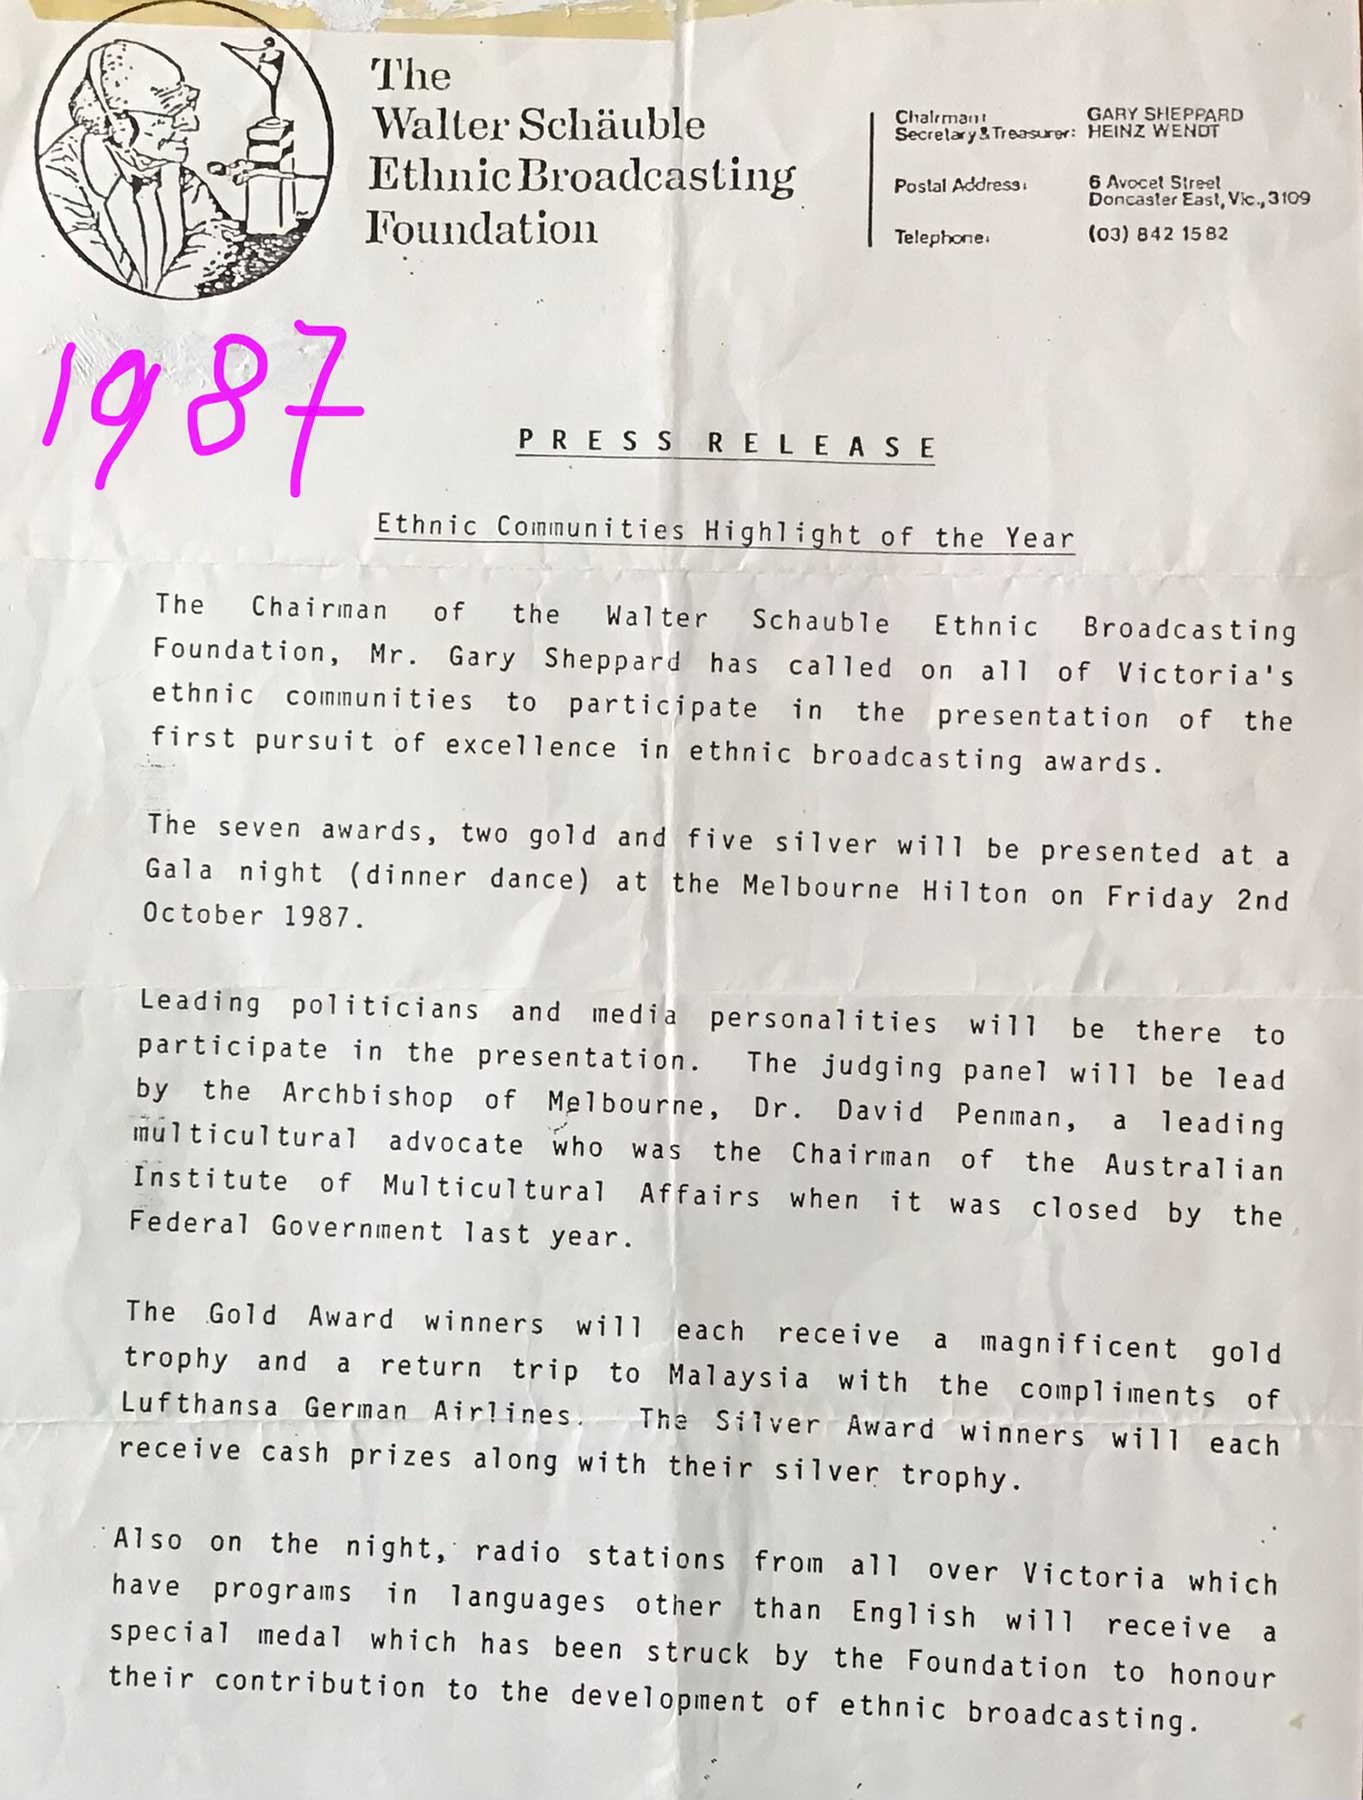 The
Walter Schäuble
Ethnic Broadcasting
Foundation
Chairman: GARY SHEPPARD
Secretary & Treasurer: HEINZ WENDT
Postal Address: 6 Avocet Street
Doncaster East, Vic., 3109
Telephone: (03) 842 1582
1987
PRESS RELEASE
Ethnic Communities Highlight of the Year
The Chairman of the Walter Schauble Ethnic Broadcasting
Foundation, Mr. Gary Sheppard has called on all of Victoria's
ethnic communities to participate in the presentation of the
first pursuit of excellence in ethnic broadcasting awards.
The seven awards, two gold and five silver will be presented at a
Gala night (dinner dance) at the Melbourne Hilton on Friday 2nd
October 1987.
Leading politicians and media personalities will be there to
participate in the presentation. The judging panel will be lead
by the Archbishop of Melbourne, Dr. David Penman, a leading
multicultural advocate who was the Chairman of the Australian
Institute of Multicultural Affairs when it was closed by the
Federal Government last year.
The Gold Award winners will each receive a magnificent gold
trophy and a return trip to Malaysia with the compliments of
Lufthansa German Airlines. The Silver Award winners will each
receive cash prizes along with their silver trophy.
Also on the night, radio stations from all over Victoria which
have programs in languages other than English will receive a
special medal which has been struck by the Foundation to honour
their contribution to the development of ethnic broadcasting.